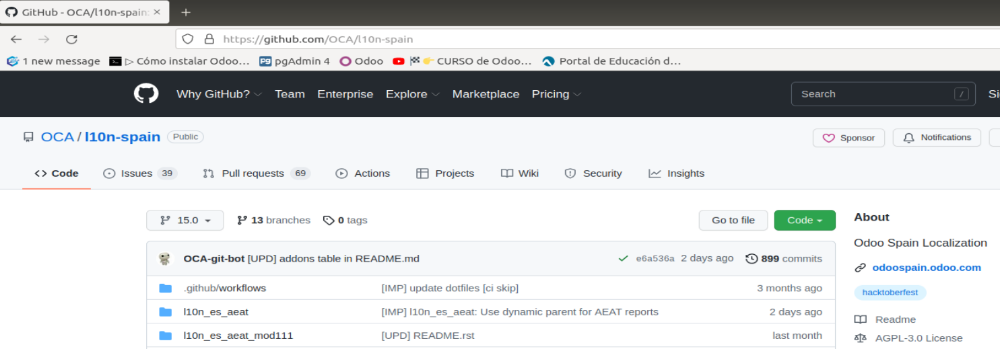 GitHub - OCA/l10n-spain: ×
+
https://github.com/OCA/l10n-spain
1 new message ▷ Cómo instalar Odoo... Pg pgAdmin 4 Odoo CURSO de Odoo... Portal de Educación d...
Why GitHub? Team Enterprise Explore Marketplace Pricing Search /
OCA / l10n-spain Public Sponsor Notifications
<> Code Issues 39 Pull requests 69 Actions Projects Wiki Security Insights
15.0 13 branches 0 tags Go to file Code About
Odoo Spain Localization
OCA-git-bot [UPD] addons table in README.md e6a536a 2 days ago 899 commits
odoospain.odoo.com
.github/workflows [IMP] update dotfiles [ci skip] 3 months ago
hacktoberfest
l10n_es_aeat [IMP] l10n_es_aeat: Use dynamic parent for AEAT reports 2 days ago
Readme
l10n_es_aeat_mod111 [UPD] README.rst last month
AGPL-3.0 License